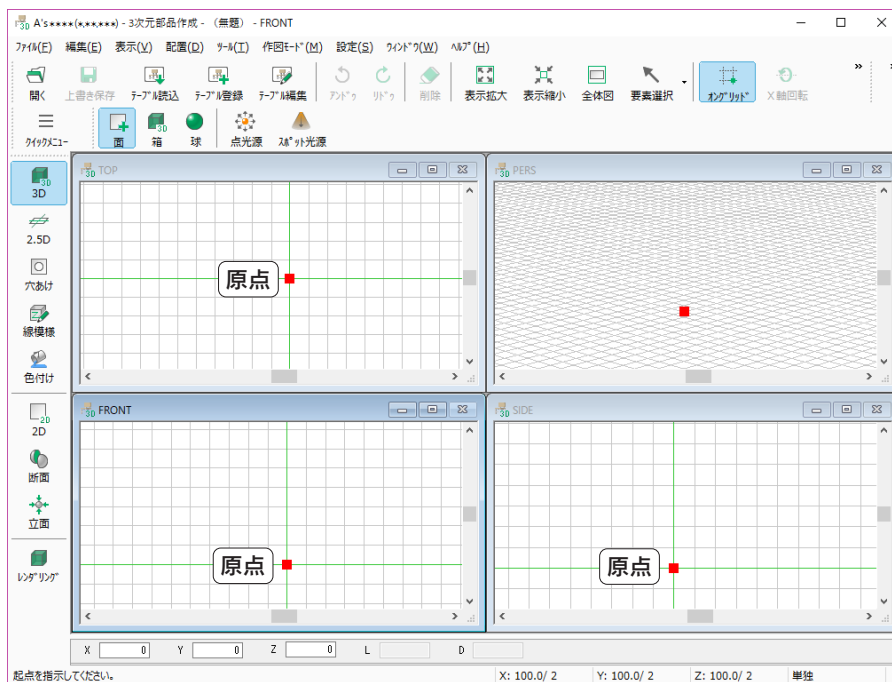 A's****(*,**,***) - 3次元部品作成 - （無題） - FRONT
ﾌｧｲﾙ(F) 編集(E) 表示(V) 配置(D) ﾂｰﾙ(T) 作図ﾓｰﾄﾞ(M) 設定(S) ｳｨﾝﾄﾞｳ(W) ﾍﾙﾌﾟ(H)
開く 上書き保存 ﾃｰﾌﾞﾙ読込 ﾃｰﾌﾞﾙ登録 ﾃｰﾌﾞﾙ編集 ｱﾝﾄﾞｩ ﾘﾄﾞｩ 削除 表示拡大 表示縮小 全体図 要素選択 ｵﾝｸﾞﾘｯﾄﾞ X軸回転 »
ｸｲｯｸﾒﾆｭｰ 面 箱 球 点光源 ｽﾎﾟｯﾄ光源
3D
2.5D
穴あけ
線模様
色付け
2D
断面
立面
ﾚﾝﾀﾞﾘﾝｸﾞ
TOP
原点
PERS
FRONT
原点
SIDE
原点
X 0 Y 0 Z 0 L D
起点を指示してください。 X: 100.0/ 2 Y: 100.0/ 2 Z: 100.0/ 2 単独